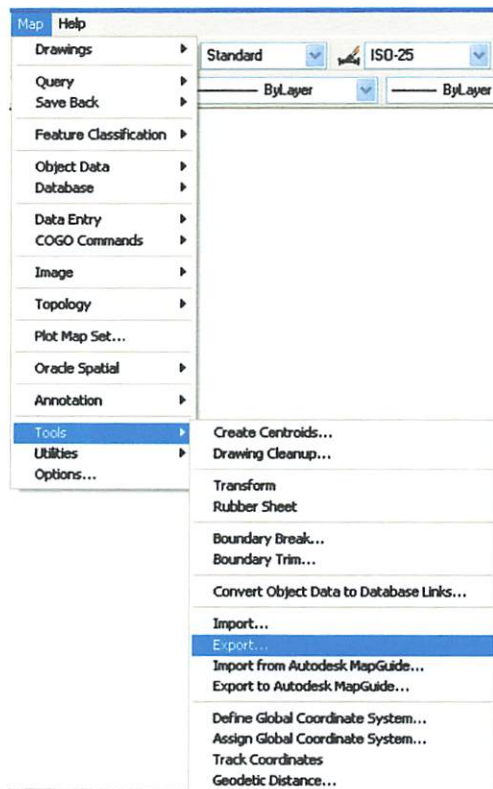 Map Help
Drawings
Standard ISO-25
Query
Save Back
ByLayer ByLayer
Feature Classification
Object Data
Database
Data Entry
COGO Commands
Image
Topology
Plot Map Set...
Oracle Spatial
Annotation
Tools
Utilities
Options...
Create Centroids...
Drawing Cleanup...
Transform
Rubber Sheet
Boundary Break...
Boundary Trim...
Convert Object Data to Database Links...
Import...
Export...
Import from Autodesk MapGuide...
Export to Autodesk MapGuide...
Define Global Coordinate System...
Assign Global Coordinate System...
Track Coordinates
Geodetic Distance...